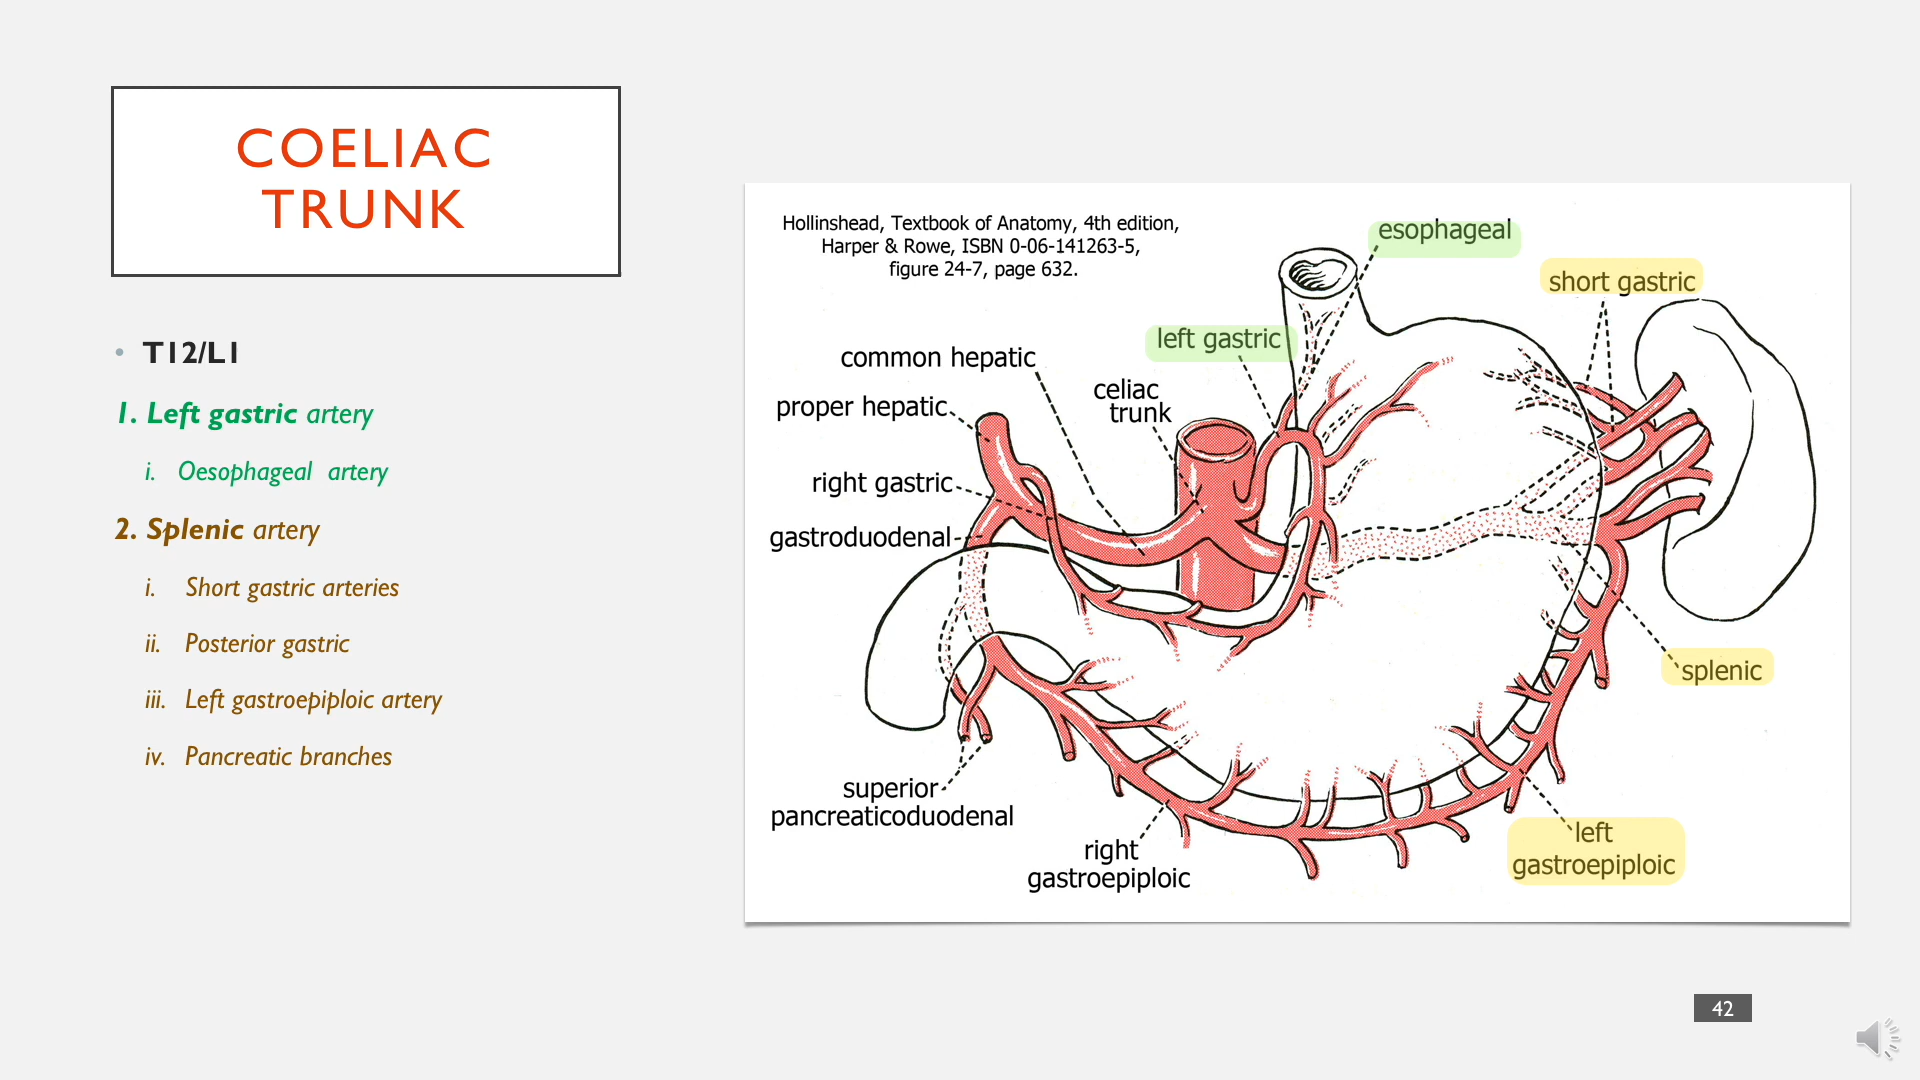 COELIAC
TRUNK
• T12/L1
1. Left gastric artery
i. Oesophageal artery
2. Splenic artery
i. Short gastric arteries
ii. Posterior gastric
iii. Left gastroepiploic artery
iv. Pancreatic branches
Hollinshead, Textbook of Anatomy, 4th edition,
Harper & Rowe, ISBN 0-06-141263-5,
figure 24-7, page 632.
esophageal
short gastric
left gastric
common hepatic
celiac
trunk
proper hepatic
right gastric
gastroduodenal
splenic
superior
pancreaticoduodenal
right
gastroepiploic
left
gastroepiploic
42